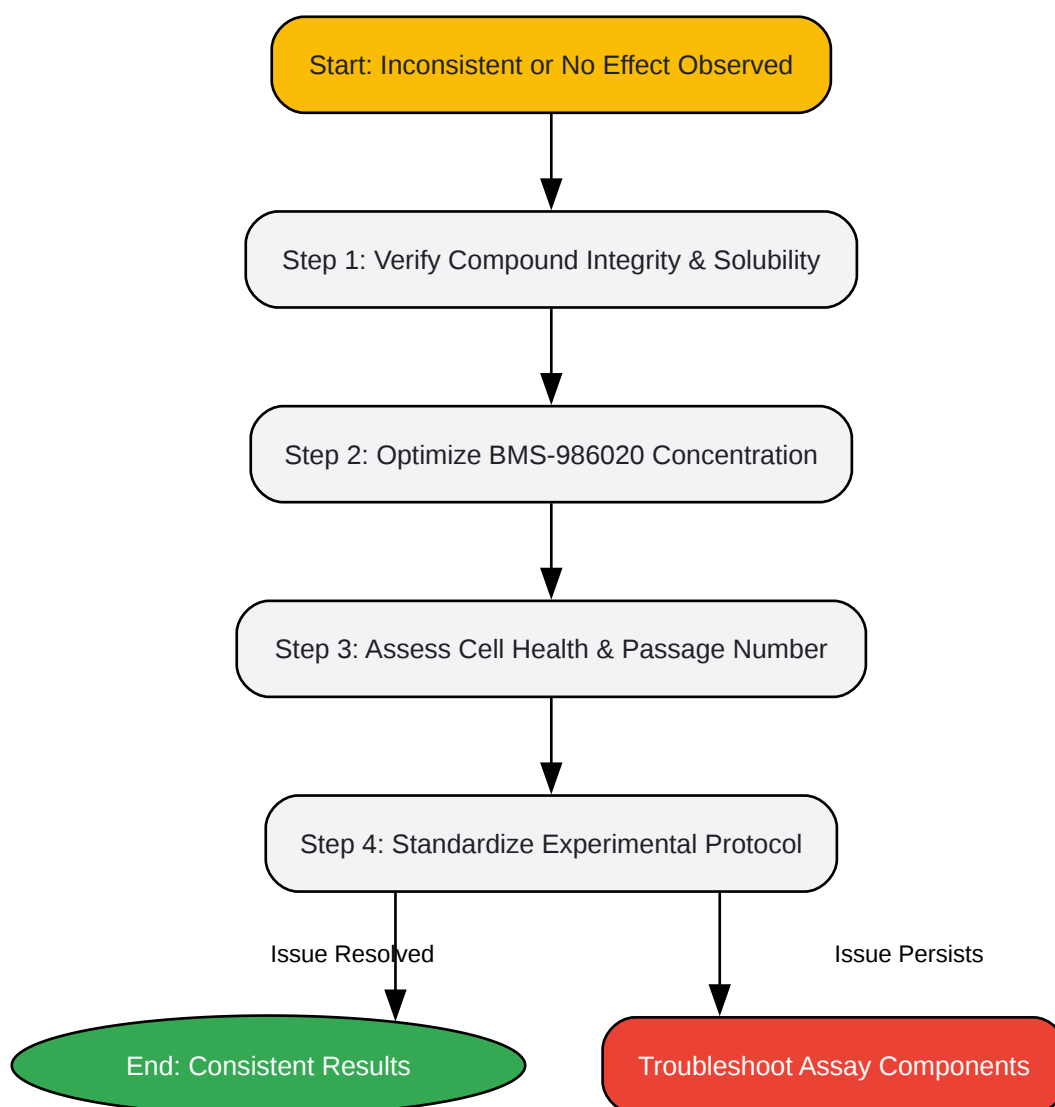 Start: Inconsistent or No Effect Observed
Step 1: Verify Compound Integrity & Solubility
Step 2: Optimize BMS-986020 Concentration
Step 3: Assess Cell Health & Passage Number
Step 4: Standardize Experimental Protocol
Issue Resolved
Issue Persists
End: Consistent Results
Troubleshoot Assay Components